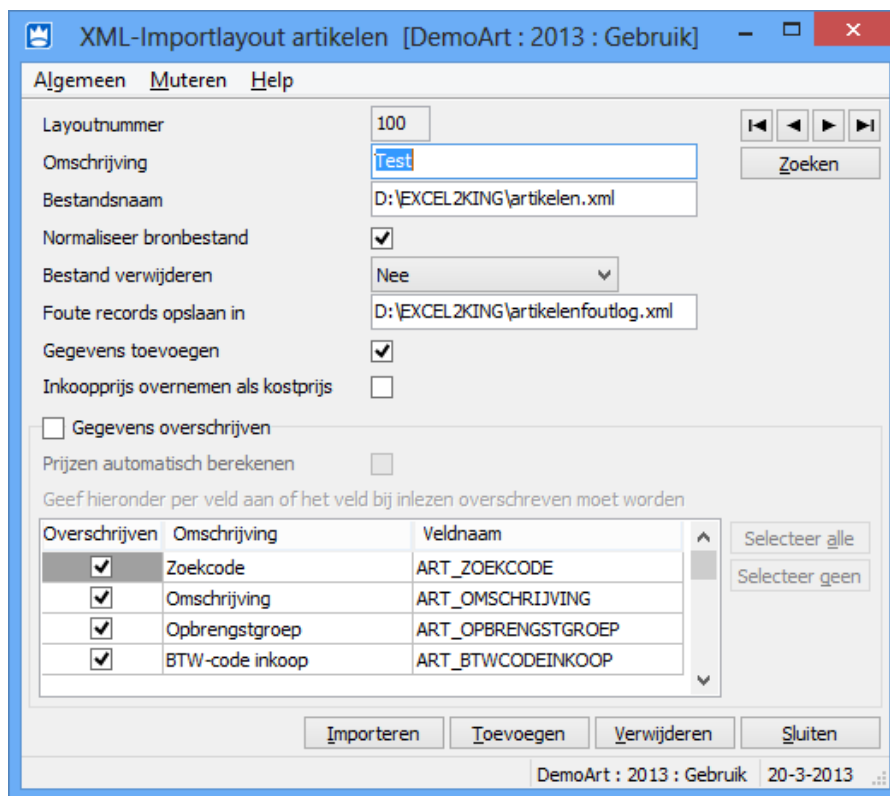 XML-Importlayout artikelen [DemoArt : 2013 : Gebruik]
Algemeen Muteren Help
Layoutnummer 100
Omschrijving Test Zoeken
Bestandsnaam D:\EXCEL2KING\artikelen.xml
Normaliseer bronbestand
Bestand verwijderen Nee
Foute records opslaan in D:\EXCEL2KING\artikelenfoutlog.xml
Gegevens toevoegen
Inkoopprijs overnemen als kostprijs
Gegevens overschrijven
Prijzen automatisch berekenen
Geef hieronder per veld aan of het veld bij inlezen overschreven moet worden
Overschrijven Omschrijving Veldnaam Selecteer alle
Zoekcode ART_ZOEKCODE Selecteer geen
Omschrijving ART_OMSCHRIJVING
Opbrengstgroep ART_OPBRENGSTGROEP
BTW-code inkoop ART_BTWCODEINKOOP
Importeren Toevoegen Verwijderen Sluiten
DemoArt : 2013 : Gebruik 20-3-2013